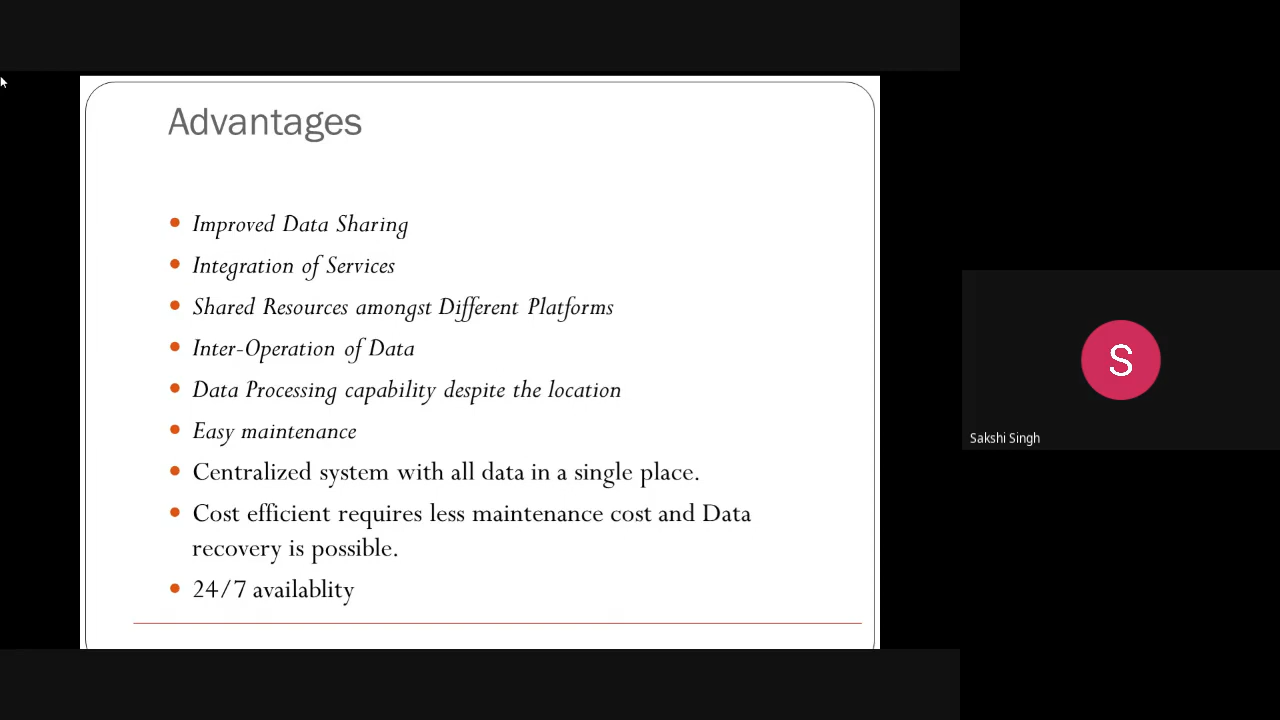 Advantages
Improved Data Sharing
Integration of Services
Shared Resources amongst Different Platforms
Inter-Operation of Data
Data Processing capability despite the location
Easy maintenance
Centralized system with all data in a single place.
Cost efficient requires less maintenance cost and Data
recovery is possible.
24/7 availablity
S
Sakshi Singh